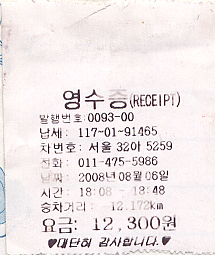 영수증(RECEIPT)
발행번호:0093-00
납세: 117-01-91465
차번호: 서울 32아 5259
전화: 011-475-5986
날짜: 2008년 08월 06일
시간: 18:08 - 18:48
승차거리: 12.172Km
요금: 12,300원
♥대단히 감사합니다.♥